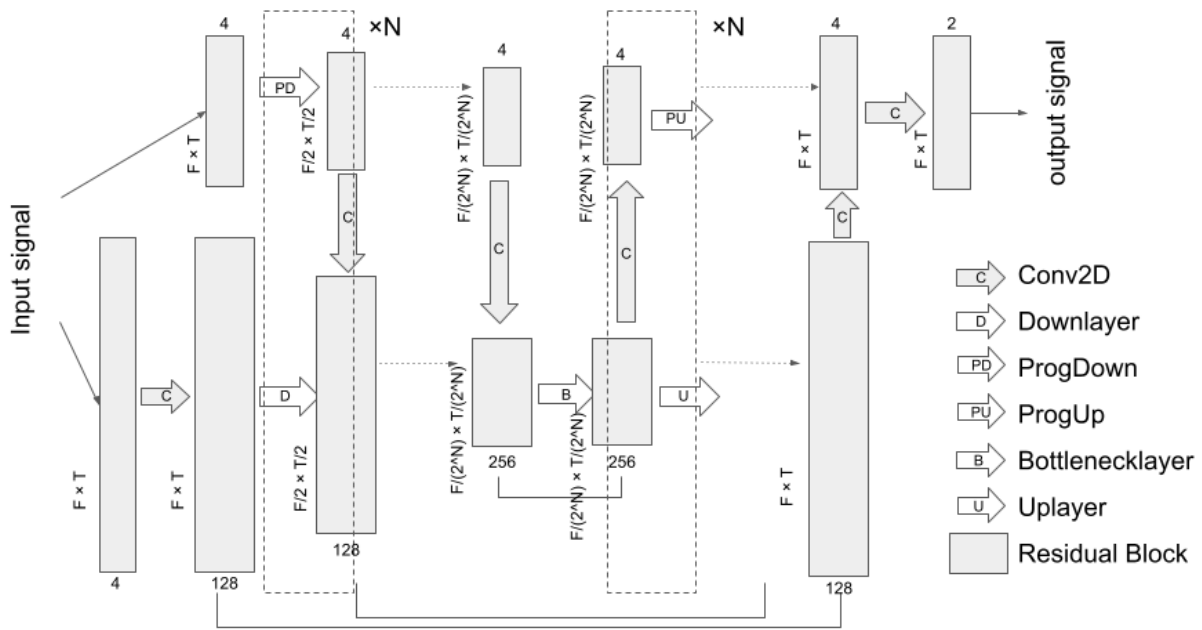 4
4
×N
4
4
×N
4
2
PD
PU
C
F × T
F/2 × T/2
F/(2^N) × T/(2^N)
F/(2^N) × T/(2^N)
F × T
F × T
output signal
C
C
C
C
Input signal
C
D
B
U
F × T
F × T
F/2 × T/2
F/(2^N) × T/(2^N)
F/(2^N) × T/(2^N)
F × T
256
256
128
4
128
128
C Conv2D
D Downlayer
PD ProgDown
PU ProgUp
B Bottlenecklayer
U Uplayer
Residual Block